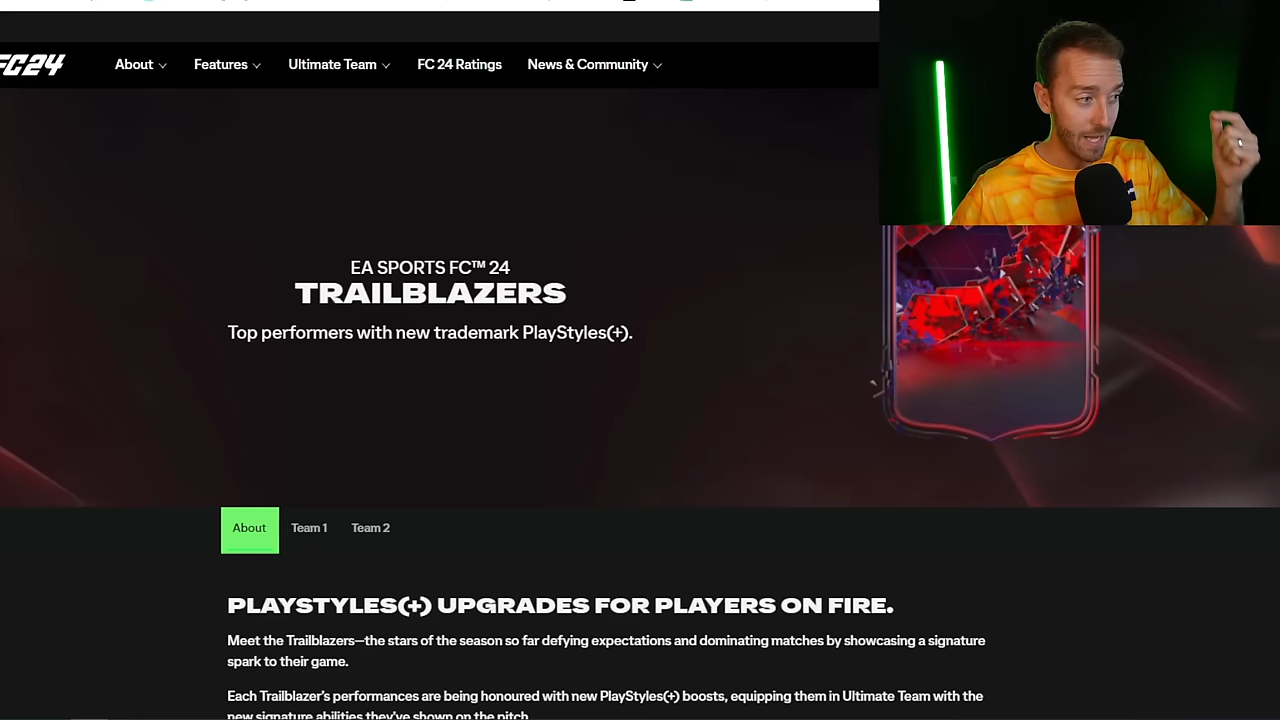 FC24
About
Features
Ultimate Team
FC 24 Ratings
News & Community
EA SPORTS FC™ 24
TRAILBLAZERS
Top performers with new trademark PlayStyles(+).
About
Team 1
Team 2
PLAYSTYLES(+) UPGRADES FOR PLAYERS ON FIRE.
Meet the Trailblazers—the stars of the season so far defying expectations and dominating matches by showcasing a signature
spark to their game.
Each Trailblazer's performances are being honoured with new PlayStyles(+) boosts, equipping them in Ultimate Team with the
new signature abilities they've shown on the pitch